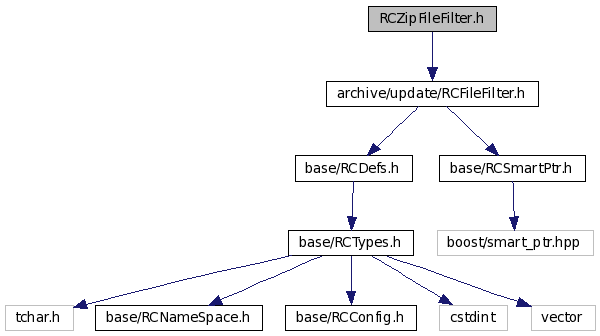 RCZipFileFilter.h
archive/update/RCFileFilter.h
base/RCDefs.h
base/RCSmartPtr.h
base/RCTypes.h
boost/smart_ptr.hpp
tchar.h
base/RCNameSpace.h
base/RCConfig.h
cstdint
vector